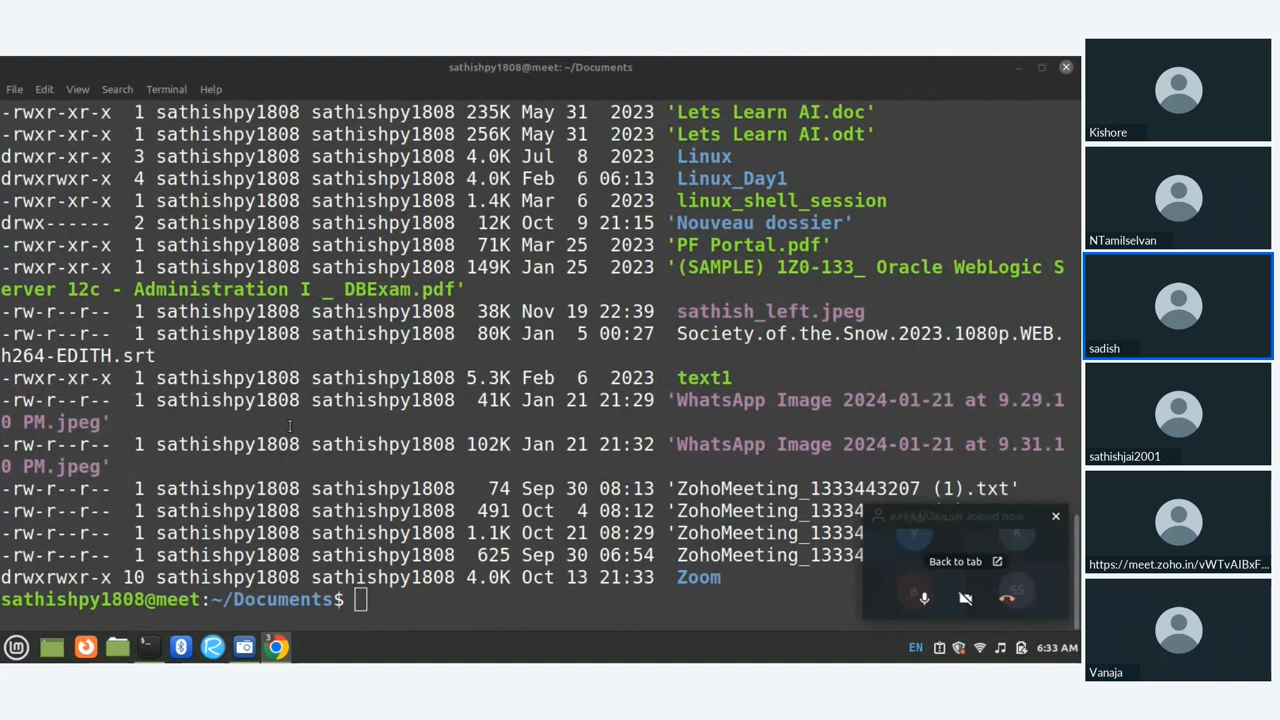 sathishpy1808@meet: ~/Documents
File Edit View Search Terminal Help
-rwxr-xr-x 1 sathishpy1808 sathishpy1808 235K May 31 2023 'Lets Learn AI.doc'
-rwxr-xr-x 1 sathishpy1808 sathishpy1808 256K May 31 2023 'Lets Learn AI.odt'
drwxr-xr-x 3 sathishpy1808 sathishpy1808 4.0K Jul 8 2023 Linux
drwxrwxr-x 4 sathishpy1808 sathishpy1808 4.0K Feb 6 06:13 Linux_Day1
-rwxr-xr-x 1 sathishpy1808 sathishpy1808 1.4K Mar 6 2023 linux_shell_session
drwx------ 2 sathishpy1808 sathishpy1808 12K Oct 9 21:15 'Nouveau dossier'
-rwxr-xr-x 1 sathishpy1808 sathishpy1808 71K Mar 25 2023 'PF Portal.pdf'
-rwxr-xr-x 1 sathishpy1808 sathishpy1808 149K Jan 25 2023 '(SAMPLE) 1Z0-133_ Oracle WebLogic S
erver 12c - Administration I _ DBExam.pdf'
-rw-r--r-- 1 sathishpy1808 sathishpy1808 38K Nov 19 22:39 sathish_left.jpeg
-rw-r--r-- 1 sathishpy1808 sathishpy1808 80K Jan 5 00:27 Society.of.the.Snow.2023.1080p.WEB.
h264-EDITH.srt
-rwxr-xr-x 1 sathishpy1808 sathishpy1808 5.3K Feb 6 2023 text1
-rw-r--r-- 1 sathishpy1808 sathishpy1808 41K Jan 21 21:29 'WhatsApp Image 2024-01-21 at 9.29.1
0 PM.jpeg'
-rw-r--r-- 1 sathishpy1808 sathishpy1808 102K Jan 21 21:32 'WhatsApp Image 2024-01-21 at 9.31.1
0 PM.jpeg'
-rw-r--r-- 1 sathishpy1808 sathishpy1808 74 Sep 30 08:13 'ZohoMeeting_1333443207 (1).txt'
-rw-r--r-- 1 sathishpy1808 sathishpy1808 491 Oct 4 08:12 'ZohoMeeting_13334
-rw-r--r-- 1 sathishpy1808 sathishpy1808 1.1K Oct 21 08:29 'ZohoMeeting_13334
-rw-r--r-- 1 sathishpy1808 sathishpy1808 625 Sep 30 06:54 'ZohoMeeting_13334
drwxrwxr-x 10 sathishpy1808 sathishpy1808 4.0K Oct 13 21:33 Zoom
sathishpy1808@meet:~/Documents$
Joined now
V K
Back to tab
a SS
3
EN
6:33 AM
Kishore
NTamilselvan
sadish
sathishjai2001
https://meet.zoho.in/vWTvAIBxF...
Vanaja